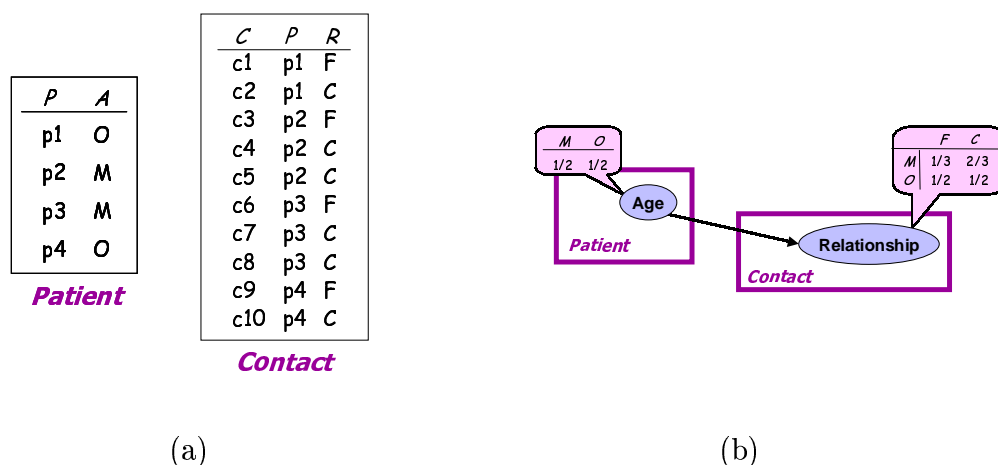 P A
p1 O
p2 M
p3 M
p4 O
Patient
C P R
c1 p1 F
c2 p1 C
c3 p2 F
c4 p2 C
c5 p2 C
c6 p3 F
c7 p3 C
c8 p3 C
c9 p4 F
c10 p4 C
Contact
(a)
M O
1/2 1/2
Age
Patient
F C
M 1/3 2/3
O 1/2 1/2
Relationship
Contact
(b)